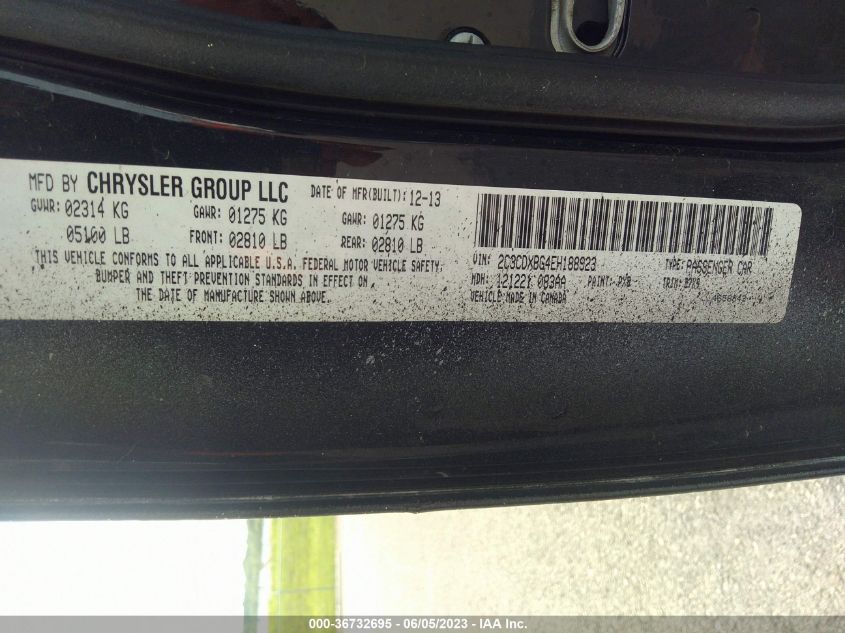 MFD BY CHRYSLER GROUP LLC DATE OF MFR(BUILT): 12-13
GVWR: 02314 KG GAWR: 01275 KG GAWR: 01275 KG
05100 LB FRONT: 02810 LB REAR: 02810 LB
THIS VEHICLE CONFORMS TO ALL APPLICABLE U.S.A. FEDERAL MOTOR VEHICLE SAFETY,
BUMPER AND THEFT PREVENTION STANDARDS IN EFFECT ON
THE DATE OF MANUFACTURE SHOWN ABOVE.
VIN: 2C3CDXBG4EH188923 TYPE: PASSENGER CAR
MDH: 121221 083AA PAINT: TRIM:
VEHICLE MADE IN CANADA
000-36732695 - 06/05/2023 - IAA Inc.